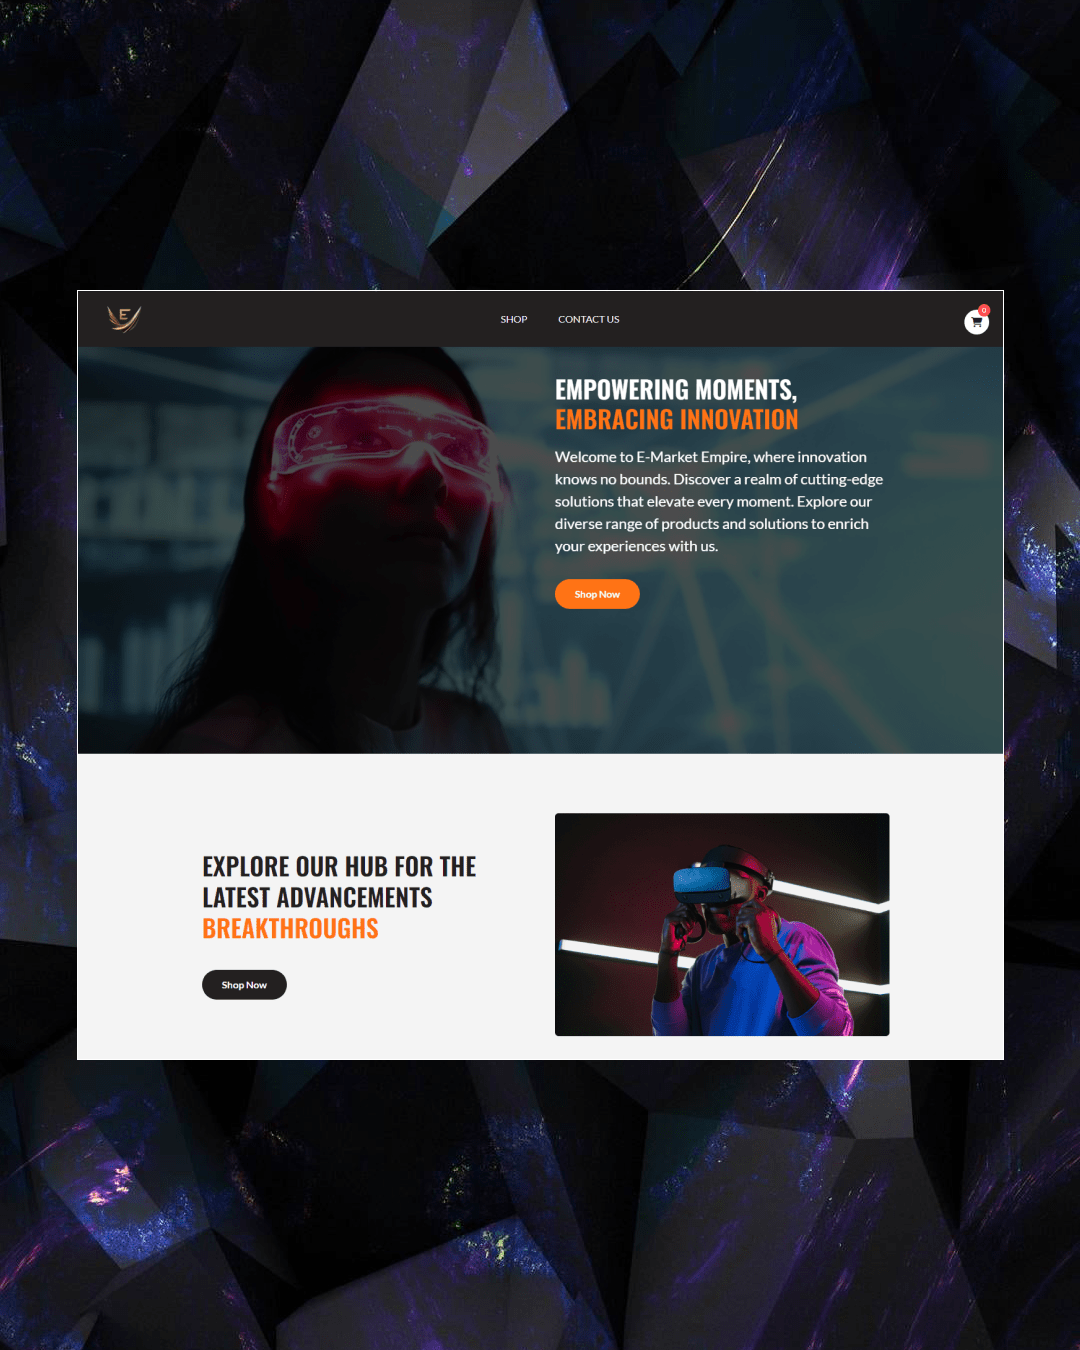 E
SHOP
CONTACT US
0
EMPOWERING MOMENTS,
EMBRACING INNOVATION
Welcome to E-Market Empire, where innovation
knows no bounds. Discover a realm of cutting-edge
solutions that elevate every moment. Explore our
diverse range of products and solutions to enrich
your experiences with us.
Shop Now
EXPLORE OUR HUB FOR THE
LATEST ADVANCEMENTS
BREAKTHROUGHS
Shop Now